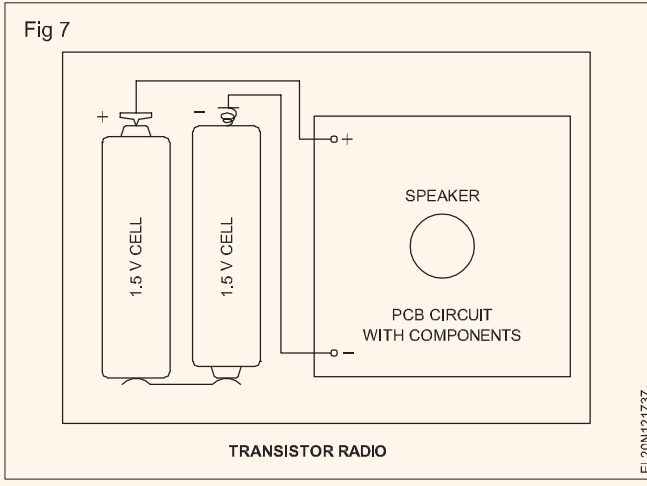 Fig 7
+
−
1.5 V CELL
1.5 V CELL
+
SPEAKER
PCB CIRCUIT
WITH COMPONENTS
−
TRANSISTOR RADIO
EL20N121737